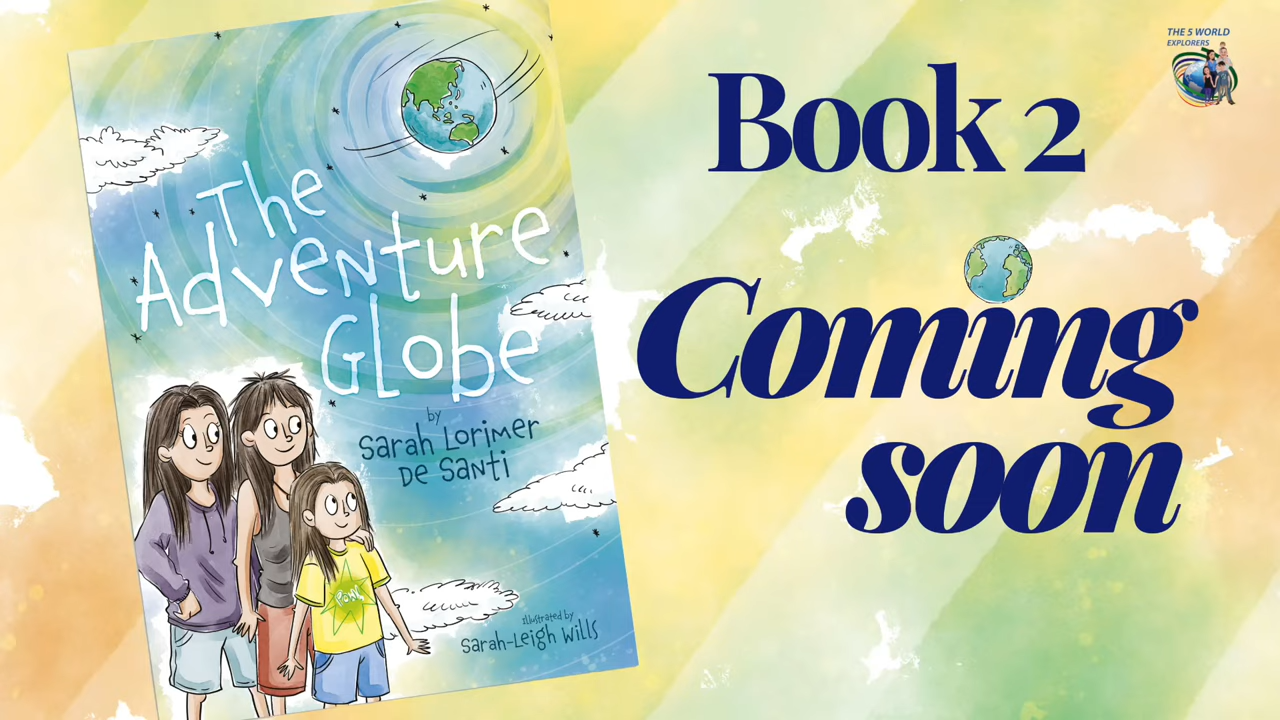 The
Adventure
Globe
by
Sarah Lorimer
De Santi
Illustrated by
Sarah-Leigh Wills
POW!
Book 2
Coming
soon
THE 5 WORLD
EXPLORERS